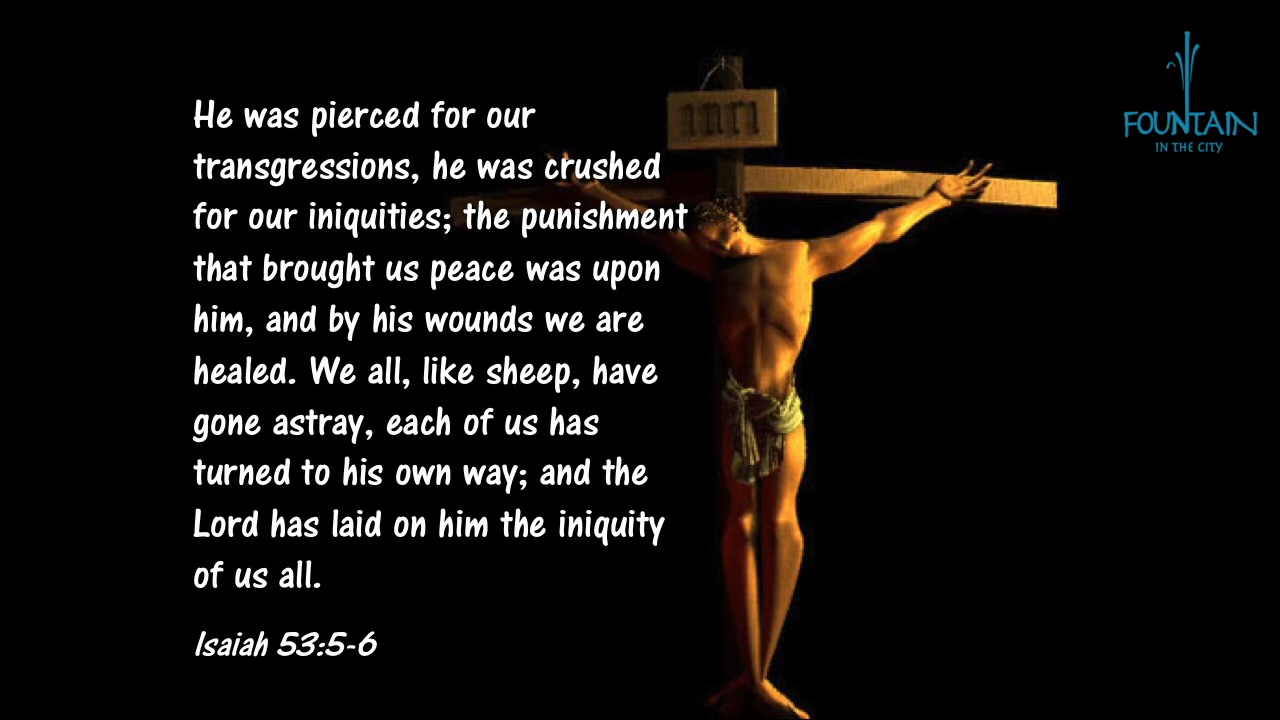 He was pierced for our
transgressions, he was crushed
for our iniquities; the punishment
that brought us peace was upon
him, and by his wounds we are
healed. We all, like sheep, have
gone astray, each of us has
turned to his own way; and the
Lord has laid on him the iniquity
of us all.
Isaiah 53:5-6
INRI
FOUNTAIN
IN THE CITY